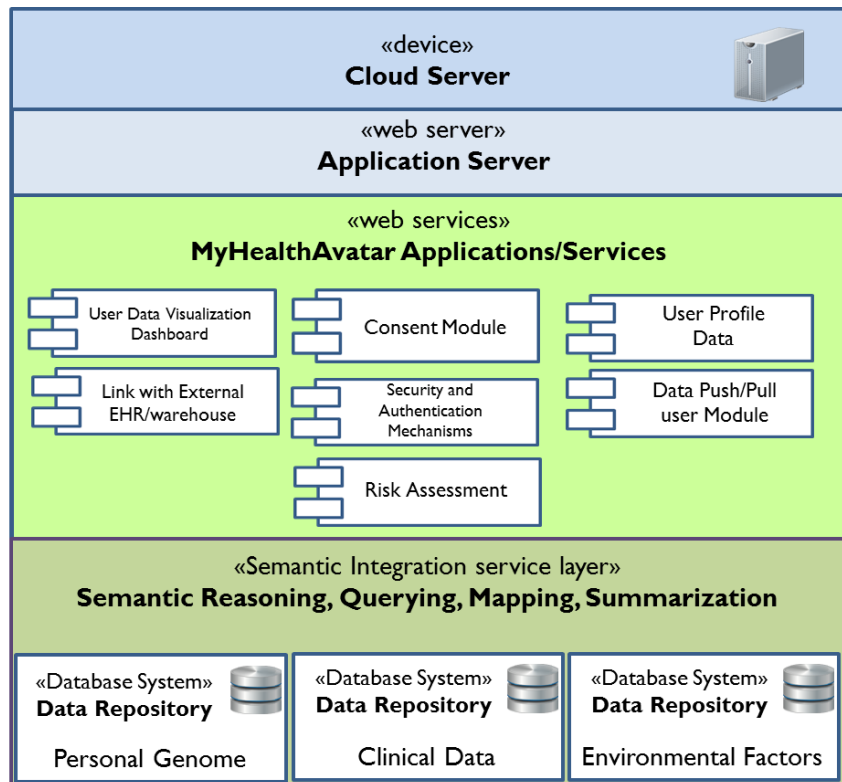 «device»
Cloud Server
«web server»
Application Server
«web services»
MyHealthAvatar Applications/Services
User Data Visualization
Dashboard
Consent Module
User Profile
Data
Link with External
EHR/warehouse
Security and
Authentication
Mechanisms
Data Push/Pull
user Module
Risk Assessment
«Semantic Integration service layer»
Semantic Reasoning, Querying, Mapping, Summarization
«Database System»
Data Repository
Personal Genome
«Database System»
Data Repository
Clinical Data
«Database System»
Data Repository
Environmental Factors